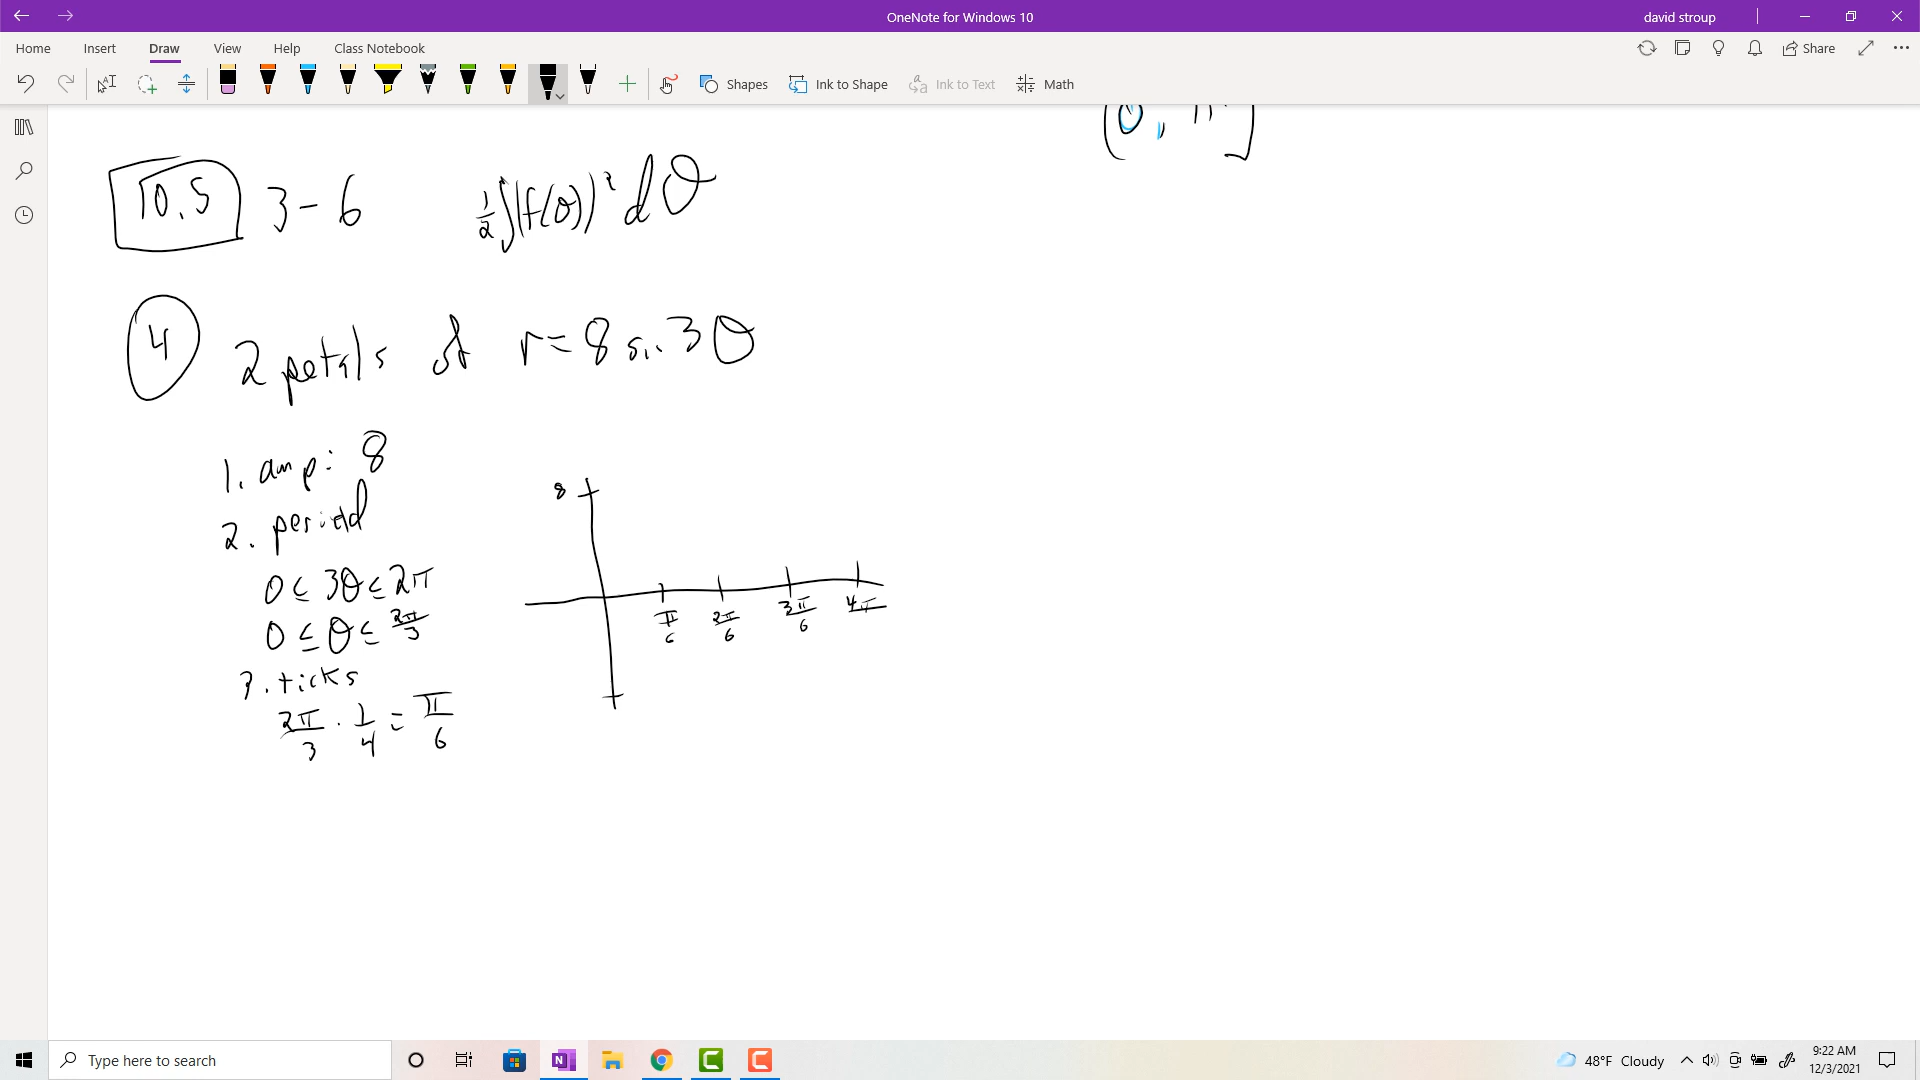 OneNote for Windows 10
david stroup
Home Insert Draw View Help Class Notebook
Share
Shapes Ink to Shape Ink to Text Math
(0, π]
10.5 3-6 1/2∫(f(θ))² dθ
4 2 petals of r=8 sin 3θ
1. amp: 8
2. period
0 ≤ 3θ ≤ 2π
0 ≤ θ ≤ 2π/3
3. ticks
2π/3 · 1/4 = π/6
8
π/6 2π/6 3π/6 4π
Type here to search
48°F Cloudy
9:22 AM
12/3/2021